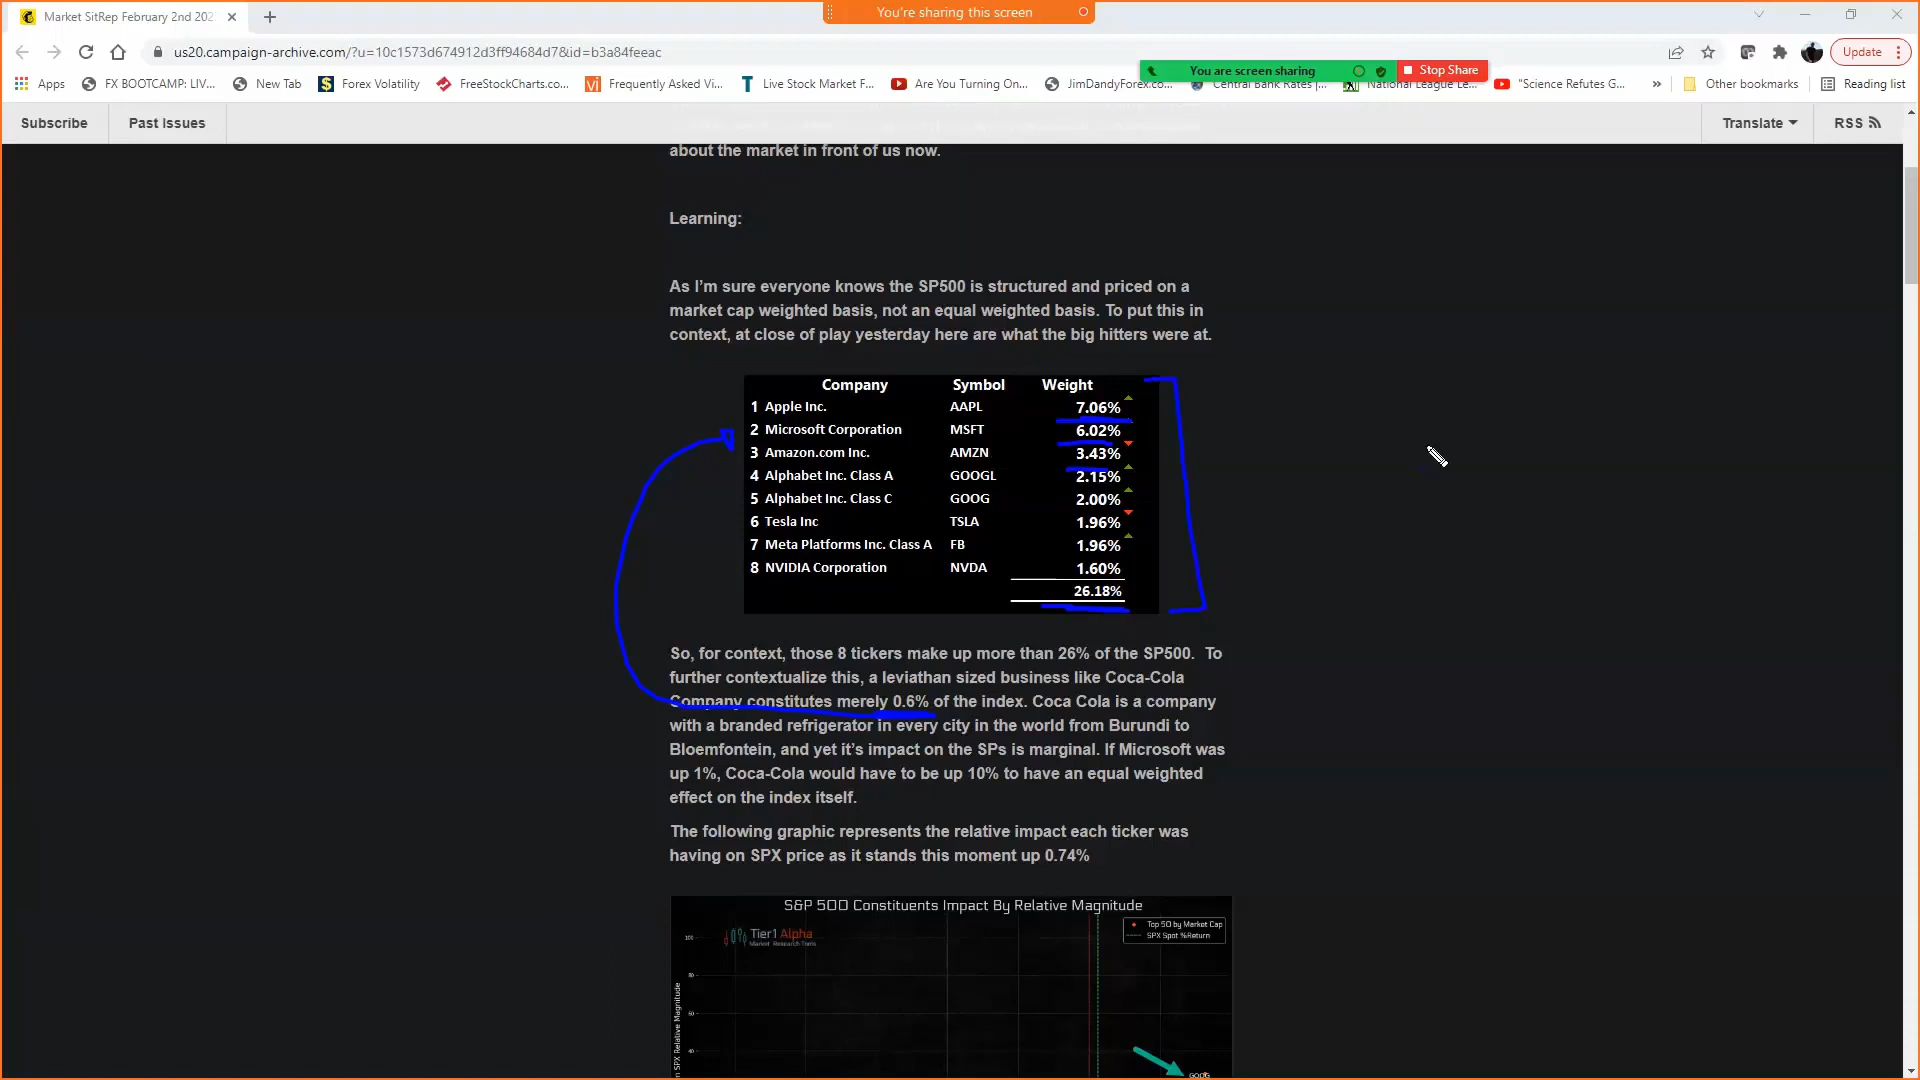 Market SitRep February 2nd 202
You're sharing this screen
us20.campaign-archive.com/?u=10c1573d674912d3ff94684d7&id=b3a84feeac
Update
You are screen sharing
Stop Share
Apps
FX BOOTCAMP: LIV...
New Tab
Forex Volatility
FreeStockCharts.co...
Frequently Asked Vi...
Live Stock Market F...
Are You Turning On...
JimDandyForex.co...
Central Bank Rates |...
National League Le...
"Science Refutes G...
Other bookmarks
Reading list
Subscribe
Past Issues
Translate
RSS
about the market in front of us now.
Learning:
As I'm sure everyone knows the SP500 is structured and priced on a
market cap weighted basis, not an equal weighted basis. To put this in
context, at close of play yesterday here are what the big hitters were at.
Company Symbol Weight
1 Apple Inc. AAPL 7.06%
2 Microsoft Corporation MSFT 6.02%
3 Amazon.com Inc. AMZN 3.43%
4 Alphabet Inc. Class A GOOGL 2.15%
5 Alphabet Inc. Class C GOOG 2.00%
6 Tesla Inc TSLA 1.96%
7 Meta Platforms Inc. Class A FB 1.96%
8 NVIDIA Corporation NVDA 1.60%
26.18%
So, for context, those 8 tickers make up more than 26% of the SP500. To
further contextualize this, a leviathan sized business like Coca-Cola
Company constitutes merely 0.6% of the index. Coca Cola is a company
with a branded refrigerator in every city in the world from Burundi to
Bloemfontein, and yet it's impact on the SPs is marginal. If Microsoft was
up 1%, Coca-Cola would have to be up 10% to have an equal weighted
effect on the index itself.
The following graphic represents the relative impact each ticker was
having on SPX price as it stands this moment up 0.74%
S&P 500 Constituents Impact By Relative Magnitude
Tier1 Alpha
Top 50 by Market Cap
SPX Spot %Return
100
80
60
40
SPX Relative Magnitude
GOOG